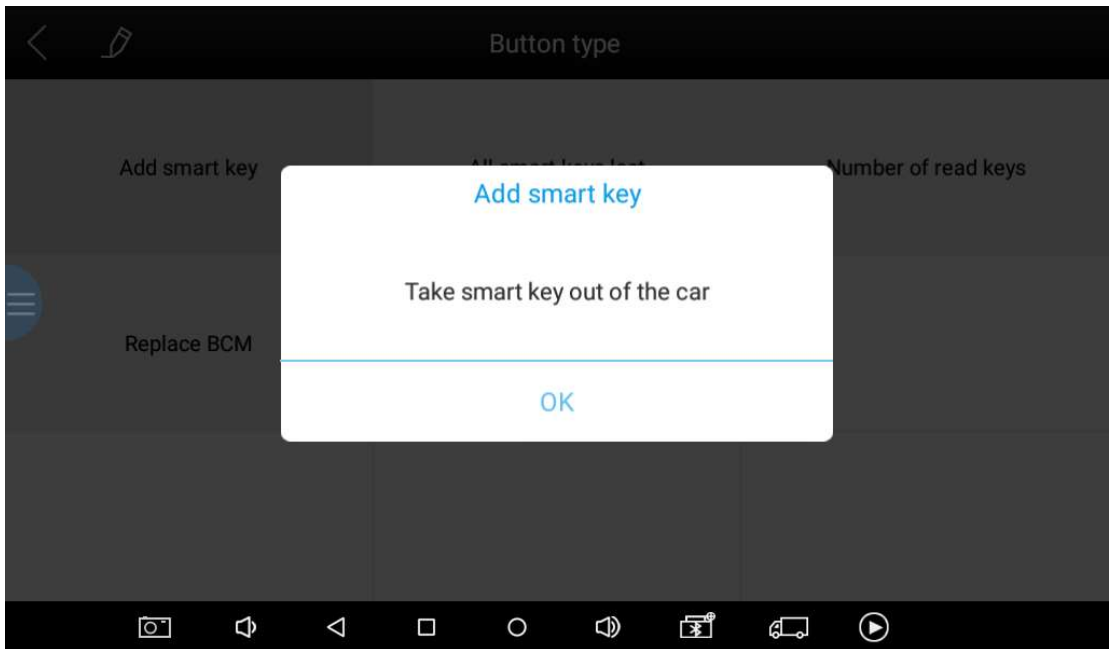 Button type
Add smart key
Number of read keys
Add smart key
Take smart key out of the car
Replace BCM
OK